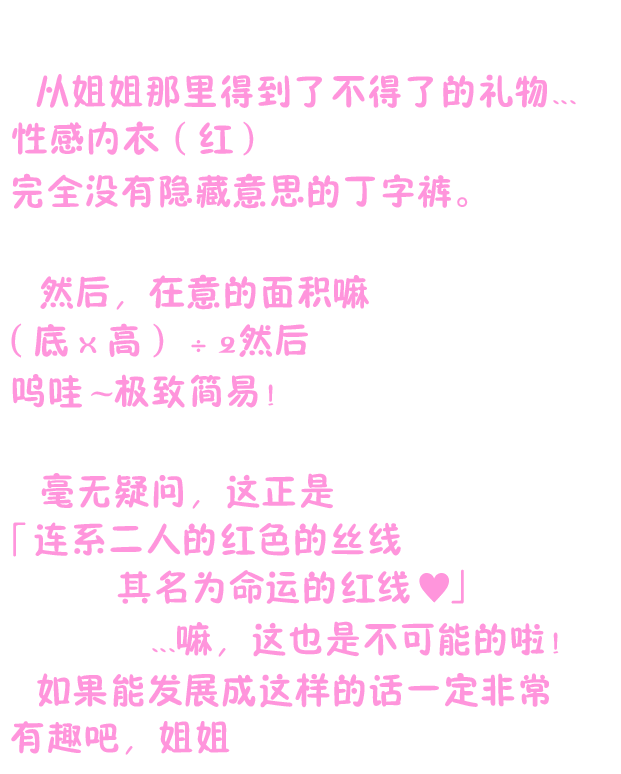 从姐姐那里得到了不得了的礼物...
性感内衣（红）
完全没有隐藏意思的丁字裤。
然后，在意的面积嘛
（底x高）÷2然后
呜哇~极致简易!
毫无疑问，这正是
「连系二人的红色的丝线
其名为命运的红线♥」
...嘛，这也是不可能的啦!
如果能发展成这样的话一定非常
有趣吧，姐姐